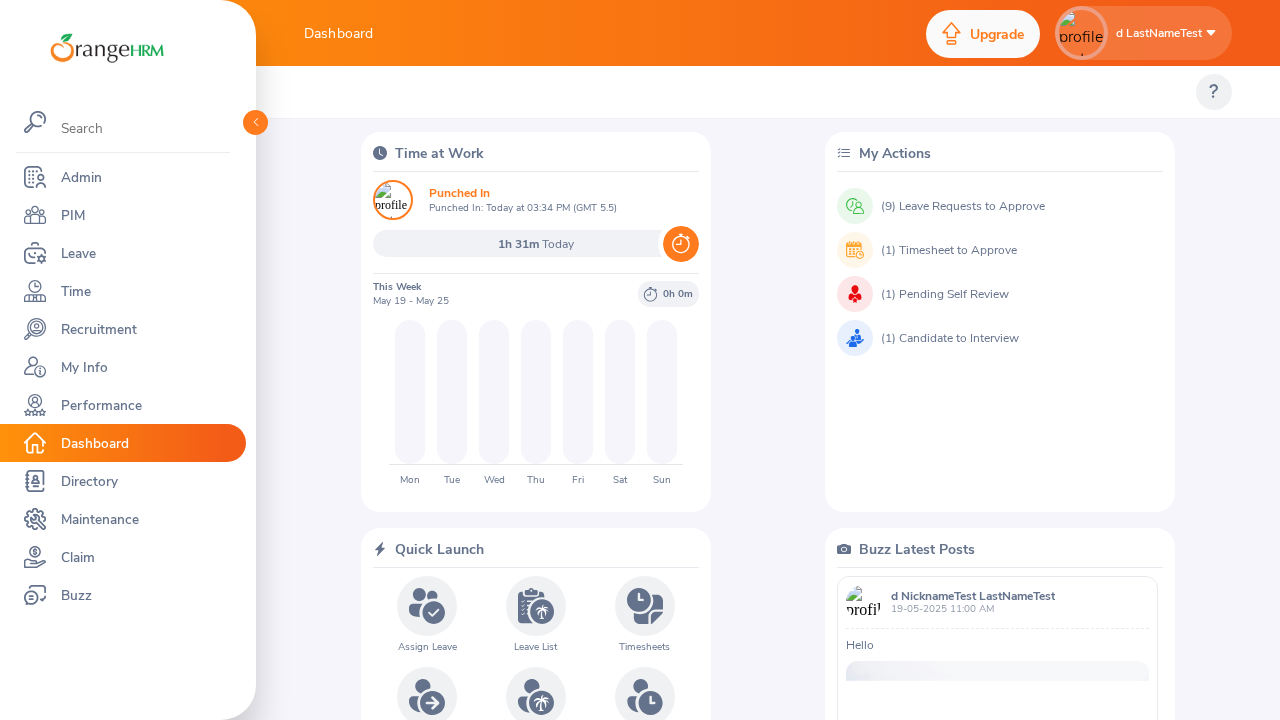 OrangeHRM
Dashboard
Upgrade
profile
d LastNameTest
Search
?
Admin
PIM
Leave
Time
Recruitment
My Info
Performance
Dashboard
Directory
Maintenance
Claim
Buzz
Time at Work
profile
Punched In
Punched In: Today at 03:34 PM (GMT 5.5)
1h 31m Today
This Week
May 19 - May 25
0h 0m
Mon Tue Wed Thu Fri Sat Sun
My Actions
(9) Leave Requests to Approve
(1) Timesheet to Approve
(1) Pending Self Review
(1) Candidate to Interview
Quick Launch
Assign Leave
Leave List
Timesheets
Buzz Latest Posts
d NicknameTest LastNameTest
19-05-2025 11:00 AM
Hello